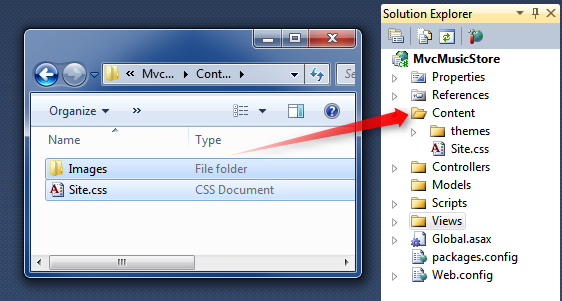 « Mvc... ▸ Cont... ▸
Se
Organize ▾ »
Name Type
Images File folder
Site.css CSS Document
Solution Explorer
MvcMusicStore
Properties
References
Content
themes
Site.css
Controllers
Models
Scripts
Views
Global.asax
packages.config
Web.config